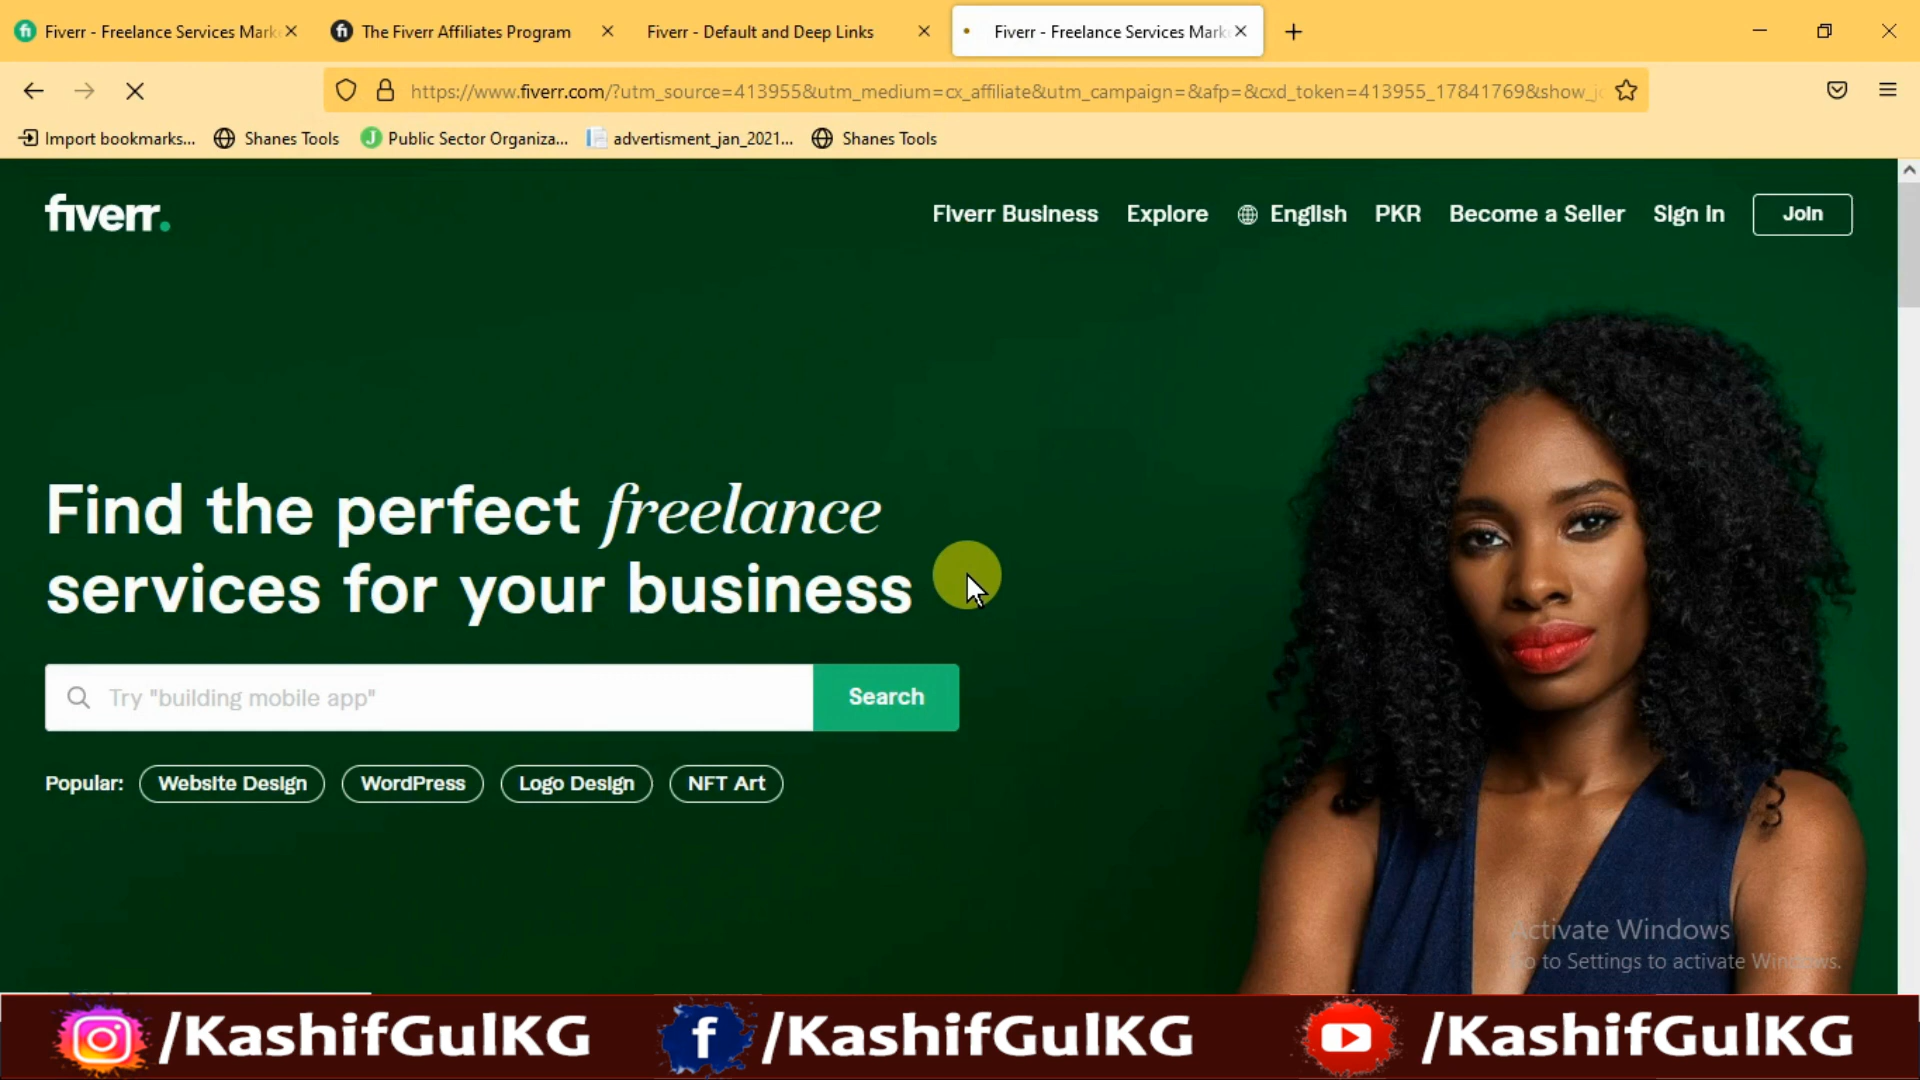 Fiverr - Freelance Services Mark
The Fiverr Affiliates Program
Fiverr - Default and Deep Links
Fiverr - Freelance Services Mark
https://www.fiverr.com/?utm_source=413955&utm_medium=cx_affiliate&utm_campaign=&afp=&cxd_token=413955_17841769&show_j
Import bookmarks...
Shanes Tools
Public Sector Organiza...
advertisment_jan_2021...
Shanes Tools
fiverr.
Fiverr Business
Explore
English
PKR
Become a Seller
Sign In
Join
Find the perfect freelance
services for your business
Try "building mobile app"
Search
Popular:
Website Design
WordPress
Logo Design
NFT Art
Activate Windows
Go to Settings to activate Windows.
/KashifGulKG
/KashifGulKG
/KashifGulKG